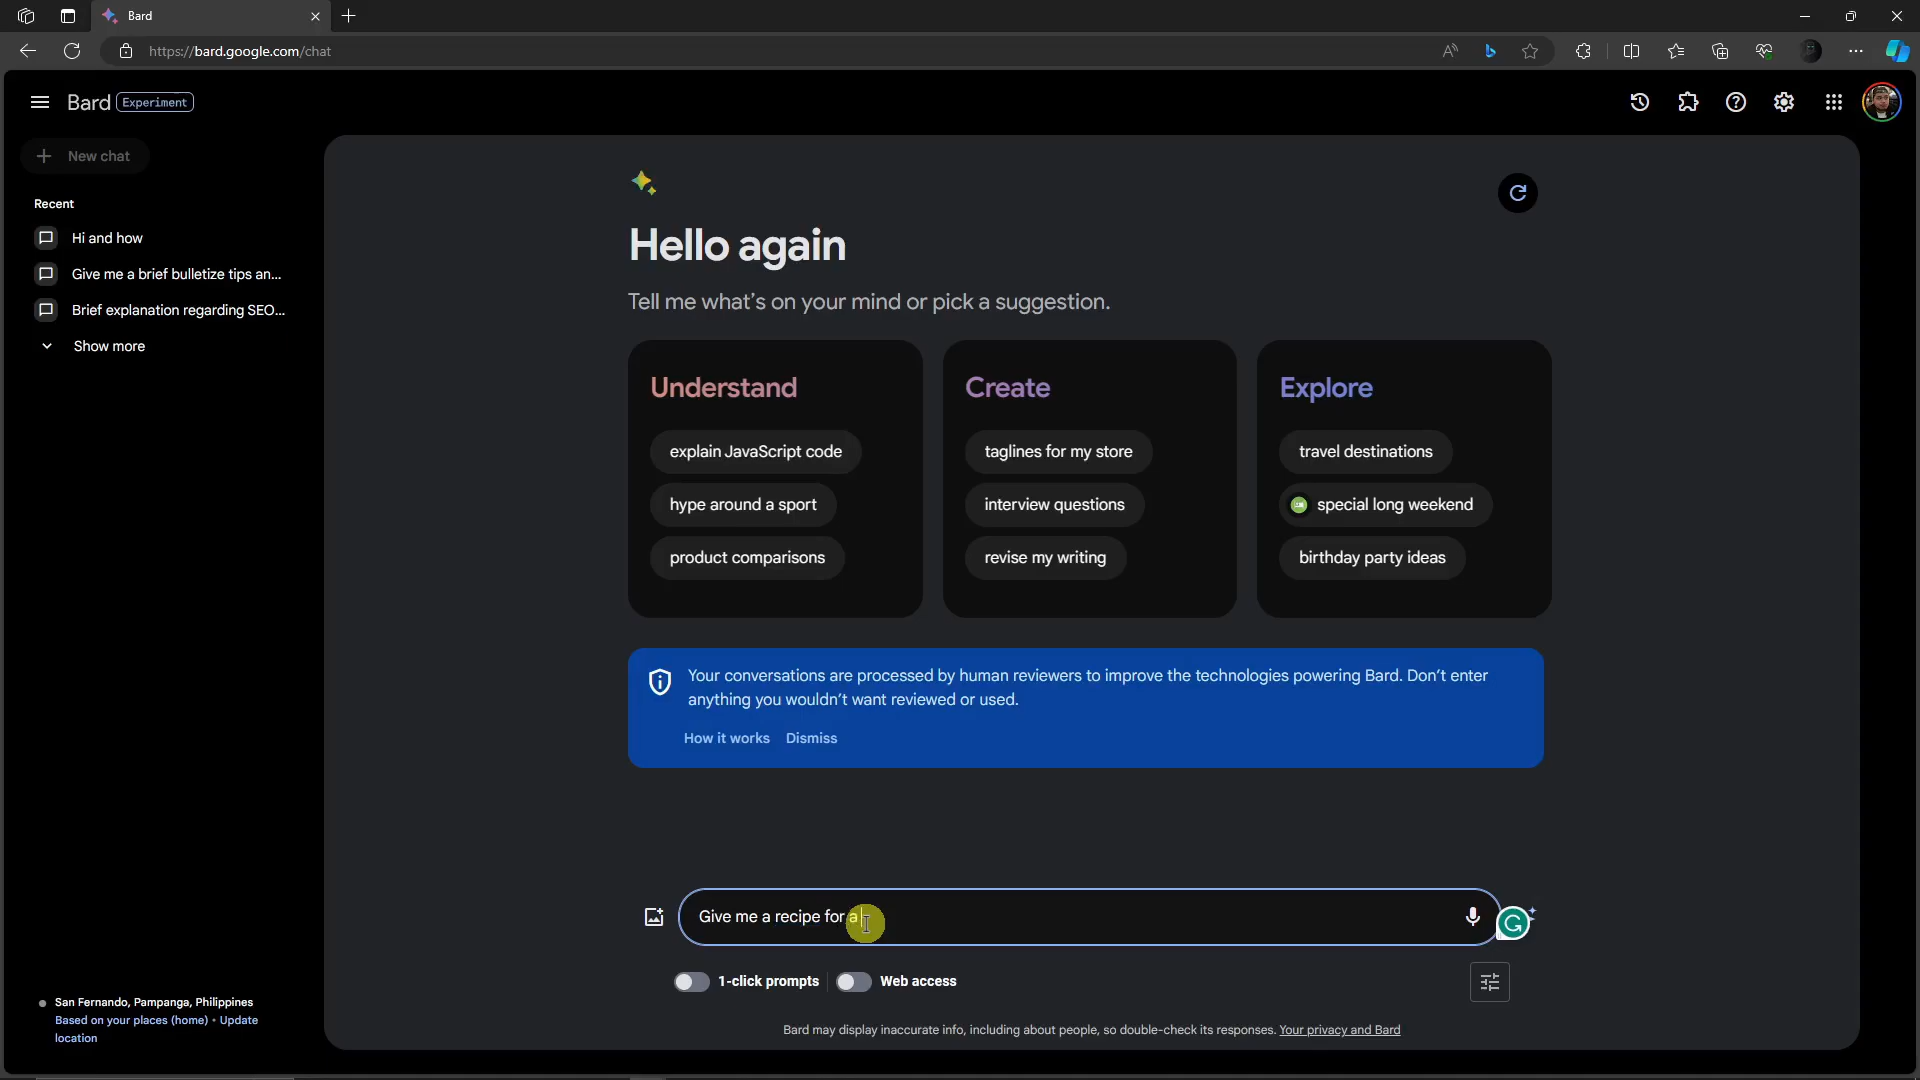 Bard
https://bard.google.com/chat
Bard Experiment
New chat
Recent
Hi and how
Give me a brief bulletize tips an...
Brief explanation regarding SEO...
Show more
San Fernando, Pampanga, Philippines
Based on your places (home) • Update
location
Hello again
Tell me what's on your mind or pick a suggestion.
Understand
explain JavaScript code
hype around a sport
product comparisons
Create
taglines for my store
interview questions
revise my writing
Explore
travel destinations
special long weekend
birthday party ideas
Your conversations are processed by human reviewers to improve the technologies powering Bard. Don't enter
anything you wouldn't want reviewed or used.
How it works Dismiss
Give me a recipe for a
1-click prompts Web access
Bard may display inaccurate info, including about people, so double-check its responses. Your privacy and Bard